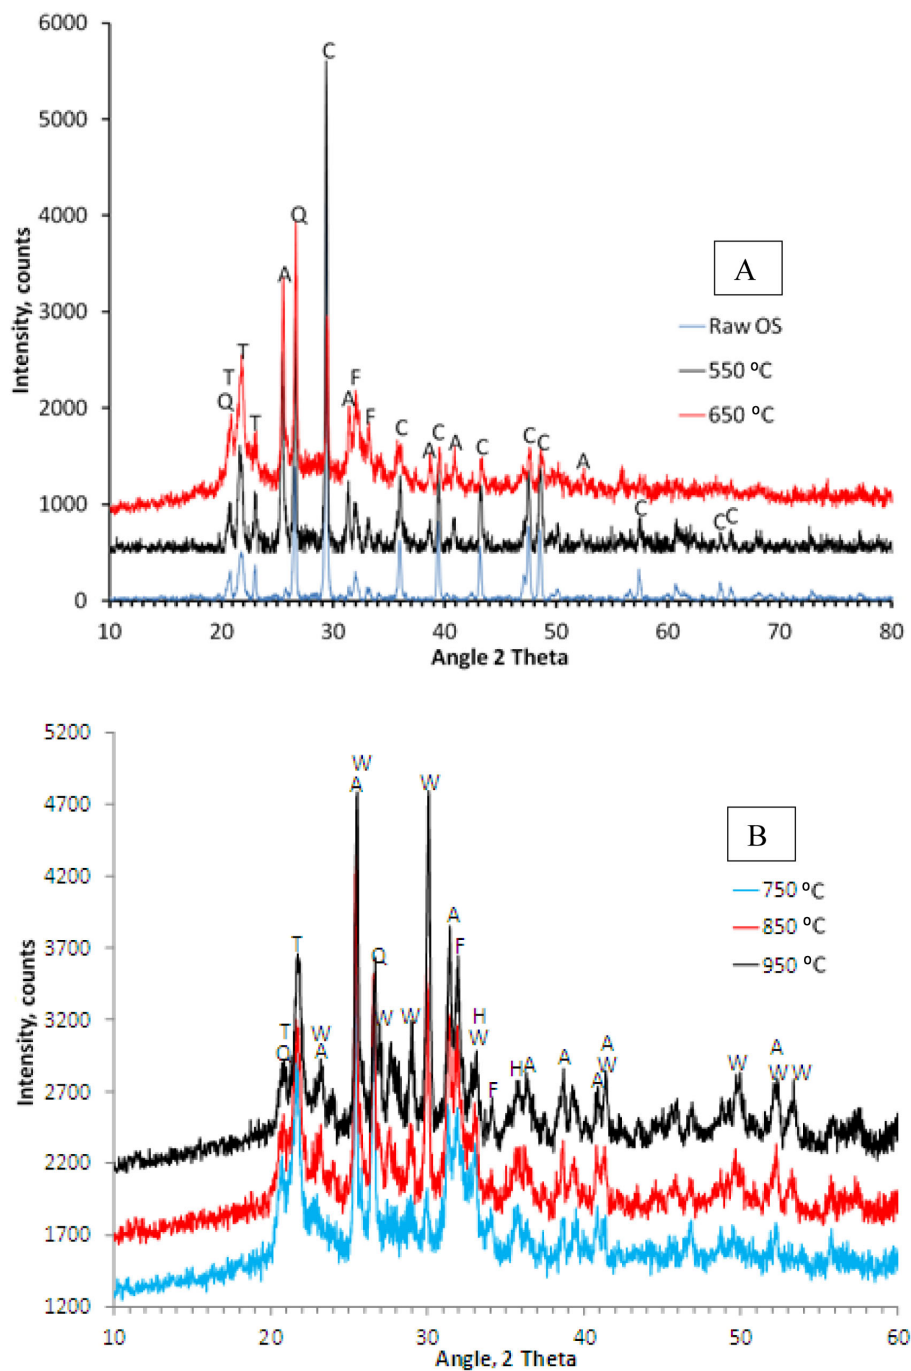 6000
5000
4000
3000
2000
1000
0
Intensity, counts
C
Q
A
T
T
Q
T
F
A
F
C
A
C
A
C
C
C
A
C
C
C
A
Raw OS
550 ºC
650 ºC
10 20 30 40 50 60 70 80
Angle 2 Theta
5200
4700
4200
3700
3200
2700
2200
1700
1200
Intensity, counts
W
A
W
T
Q
A
F
T
Q
W
A
W
W
H
W
F
H
A
A
A
A
W
W
A
W
W
B
750 ºC
850 ºC
950 ºC
10 20 30 40 50 60
Angle, 2 Theta